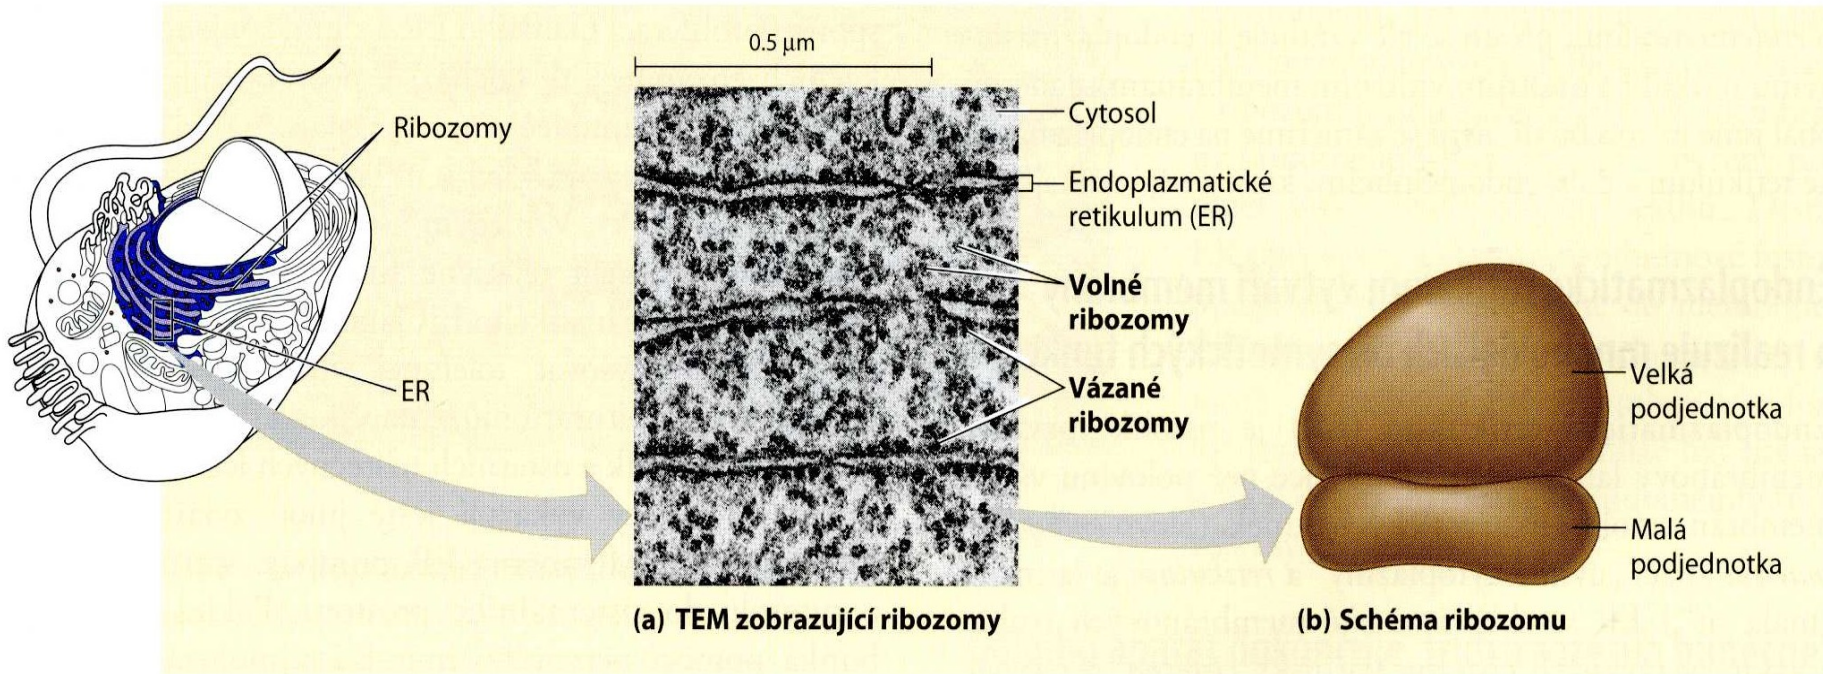 0.5 µm
Ribozomy
ER
Cytosol
Endoplazmatické
retikulum (ER)
Volné
ribozomy
Vázané
ribozomy
Velká
podjednotka
Malá
podjednotka
(a) TEM zobrazující ribozomy
(b) Schéma ribozomu